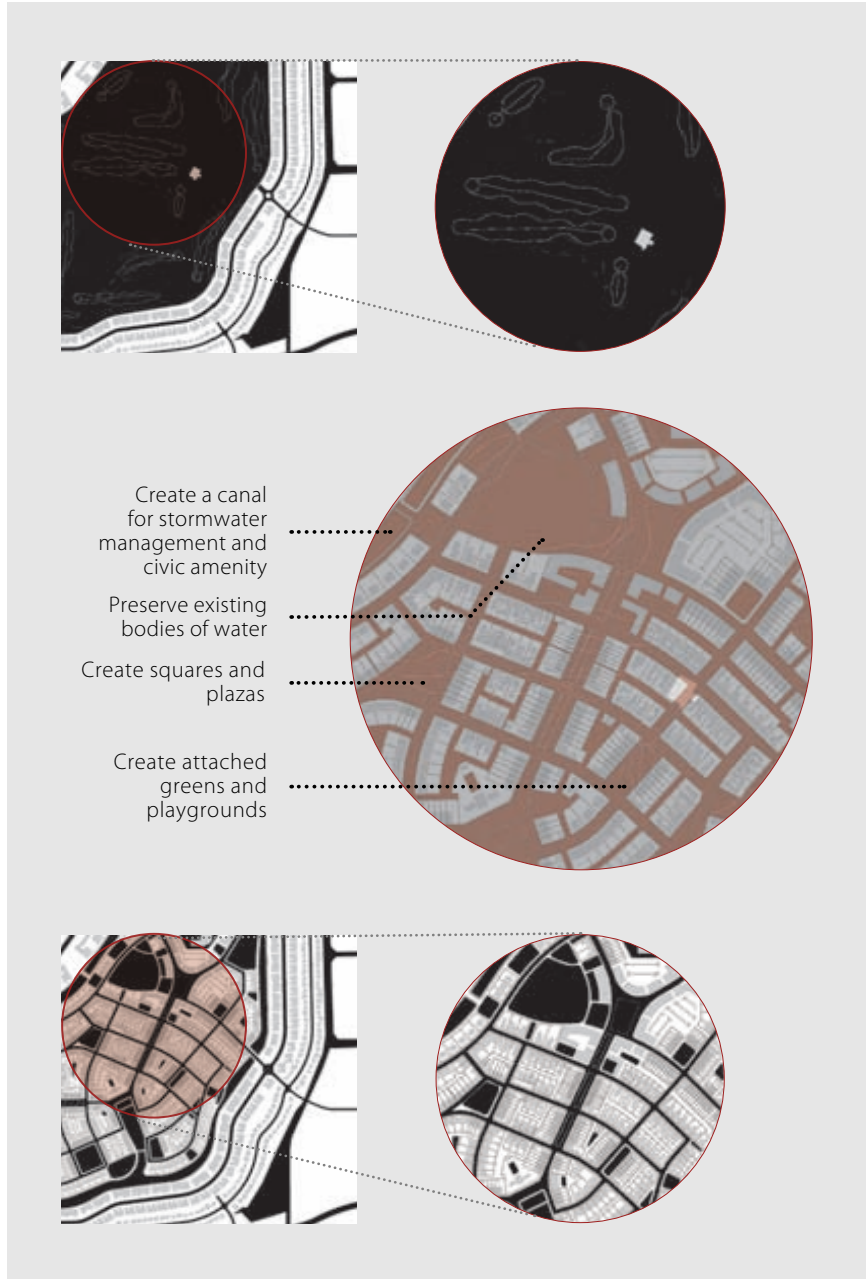 Create a canal
for stormwater
management and
civic amenity
Preserve existing
bodies of water
Create squares and
plazas
Create attached
greens and
playgrounds